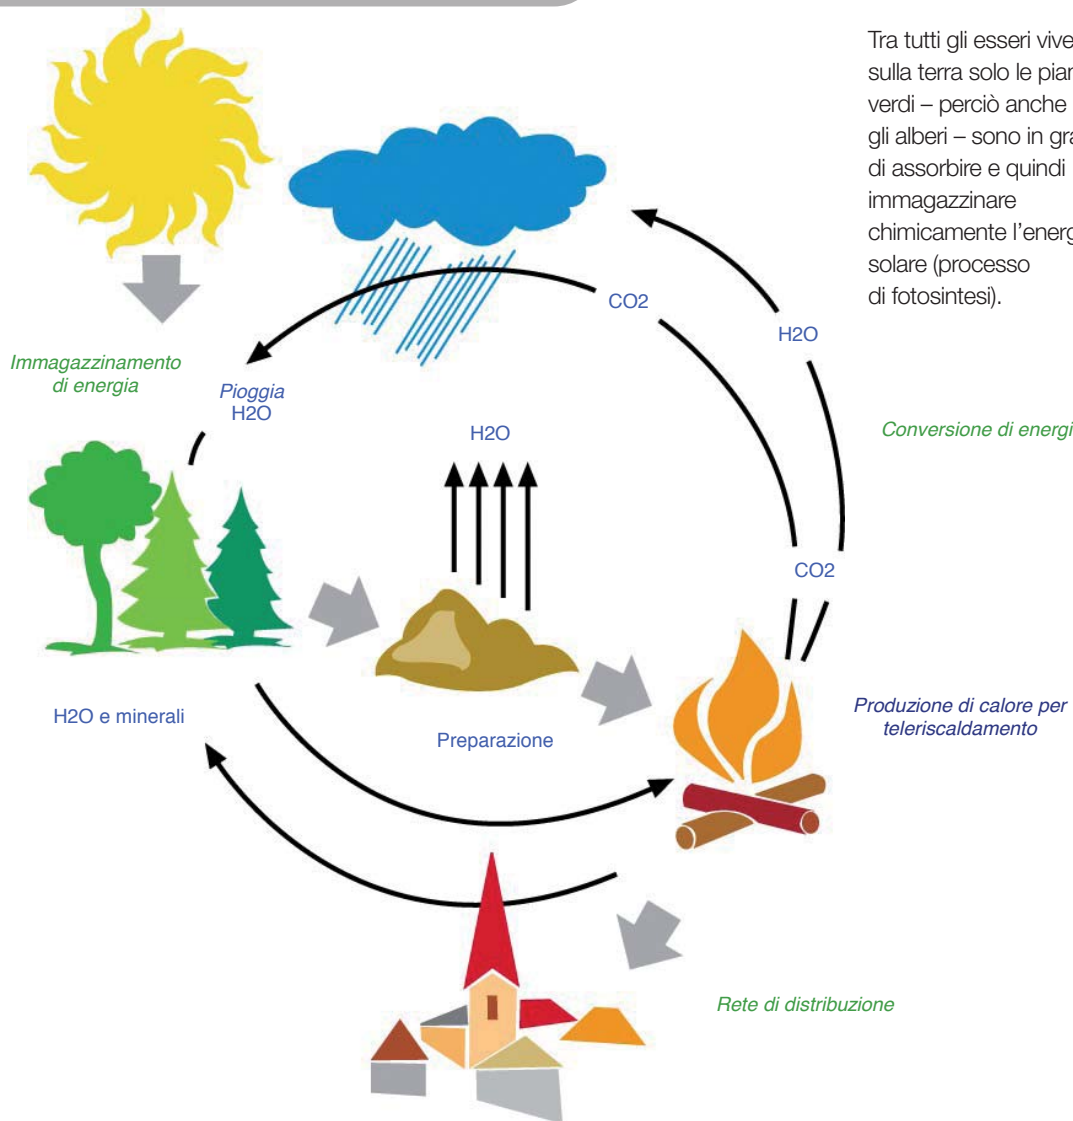 Tra tutti gli esseri vive
sulla terra solo le pian
verdi – perciò anche
gli alberi – sono in gra
di assorbire e quindi
immagazzinare
chimicamente l'energ
solare (processo
di fotosintesi).
CO2
H2O
Immagazzinamento
di energia
Pioggia
H2O
H2O
Conversione di energi
CO2
H2O e minerali
Preparazione
Produzione di calore per
teleriscaldamento
Rete di distribuzione